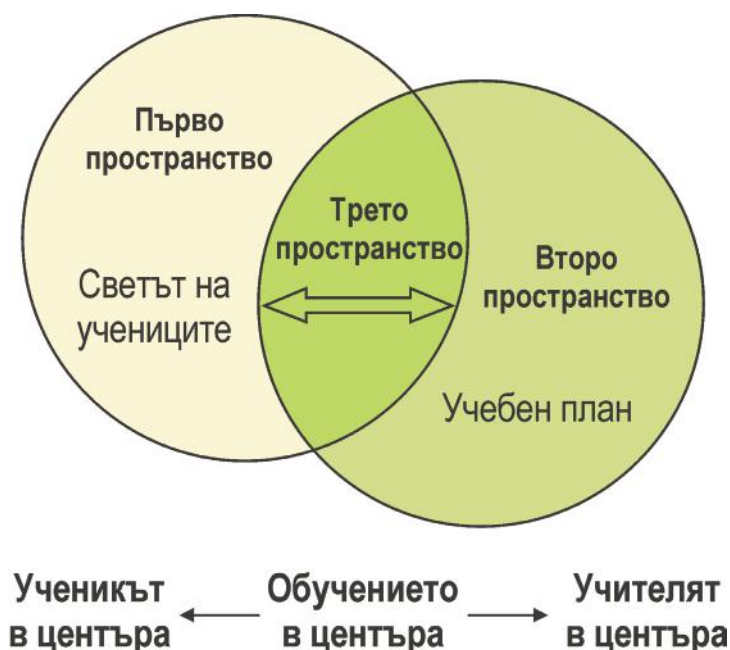 Първо
пространство
Светът на
учениците
Трето
пространство
Второ
пространство
Учебен план
Ученикът
в центъра
Обучението
в центъра
Учителят
в центъра